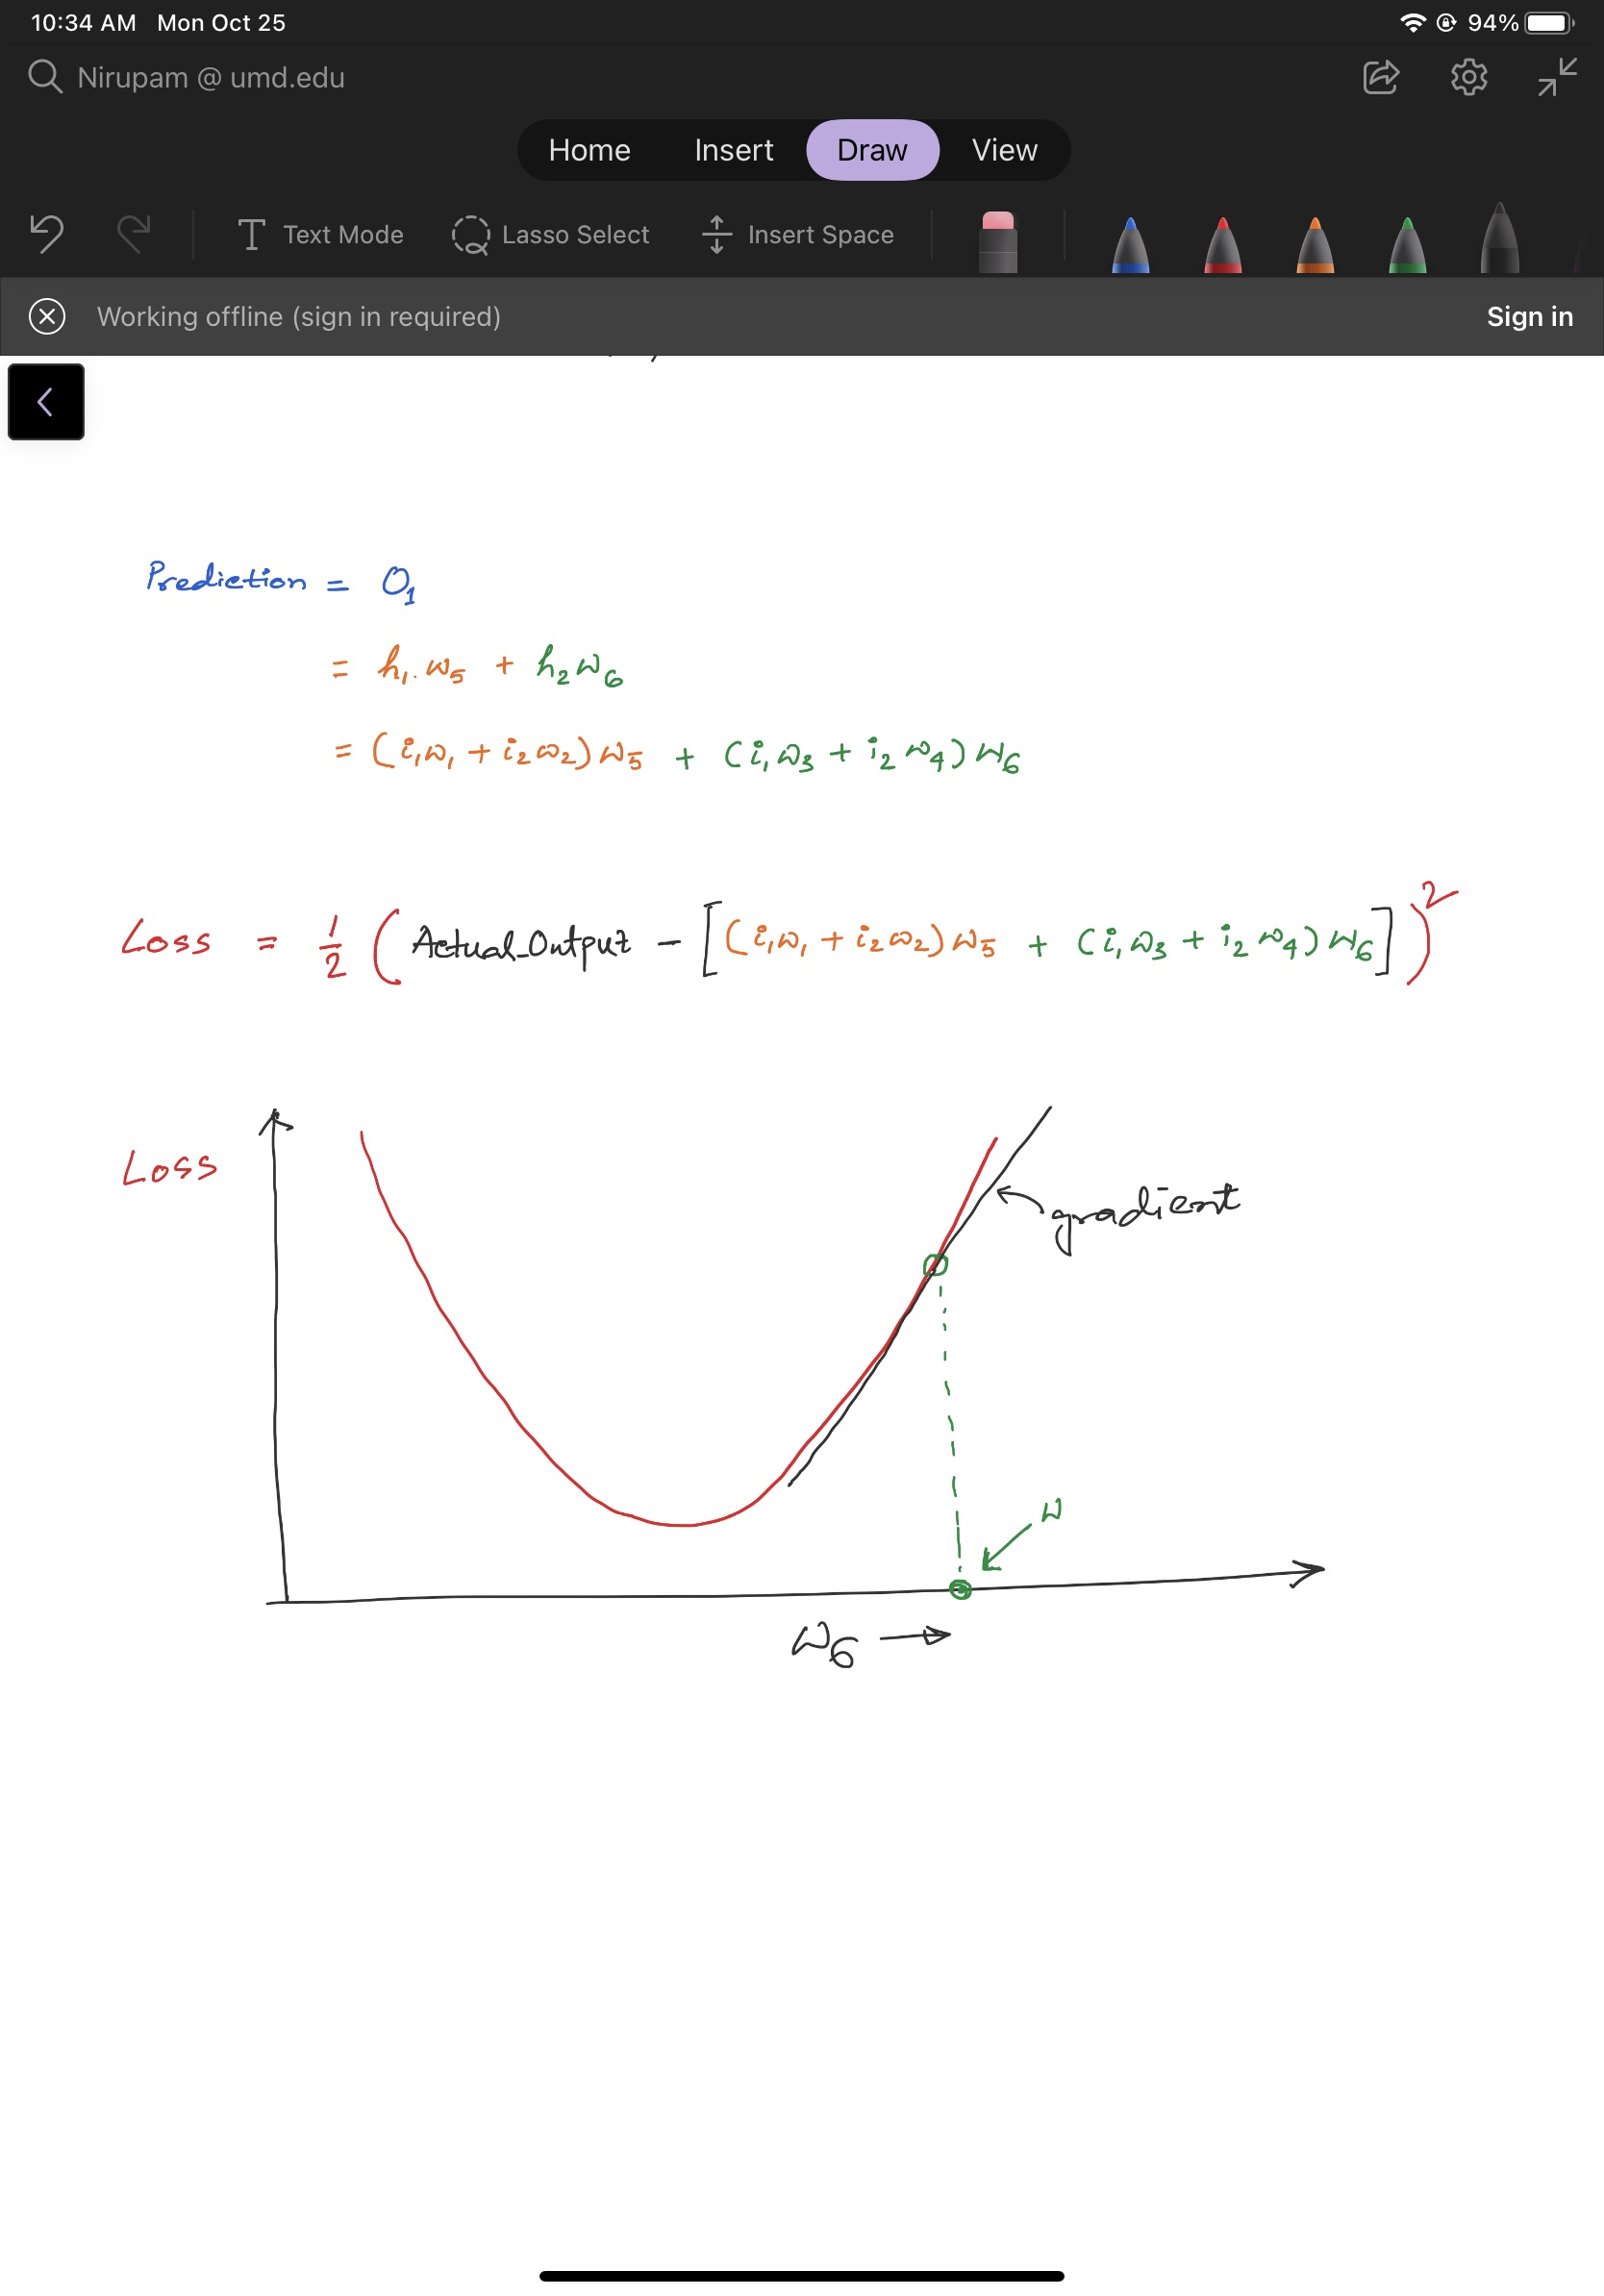 10:34 AM Mon Oct 25 94%
Nirupam @ umd.edu
Home Insert Draw View
Text Mode Lasso Select Insert Space
Working offline (sign in required) Sign in
Prediction = O₁
= h₁.w₅ + h₂w₆
= (i₁w₁ + i₂w₂)w₅ + (i₁w₃ + i₂w₄)w₆
Loss = 1/2 (Actual_Output - [(i₁w₁ + i₂w₂)w₅ + (i₁w₃ + i₂w₄)w₆])²
Loss
gradient
w
w₆ →